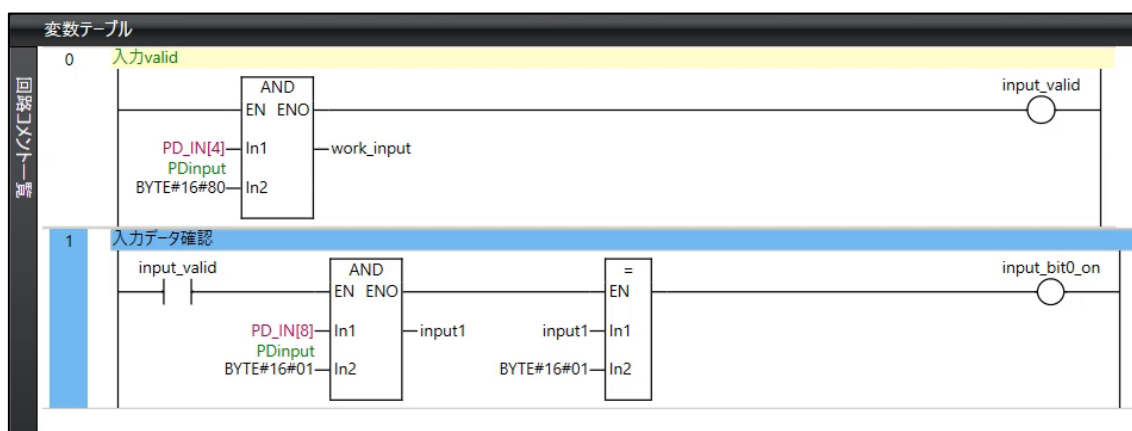 変数テーブル
回路コメント一覧
0 入力valid
AND input_valid
EN ENO
PD_IN[4] In1 work_input
PDinput
BYTE#16#80 In2
1 入力データ確認
input_valid AND = input_bit0_on
EN ENO EN
PD_IN[8] In1 input1 input1 In1
PDinput
BYTE#16#01 In2 BYTE#16#01 In2